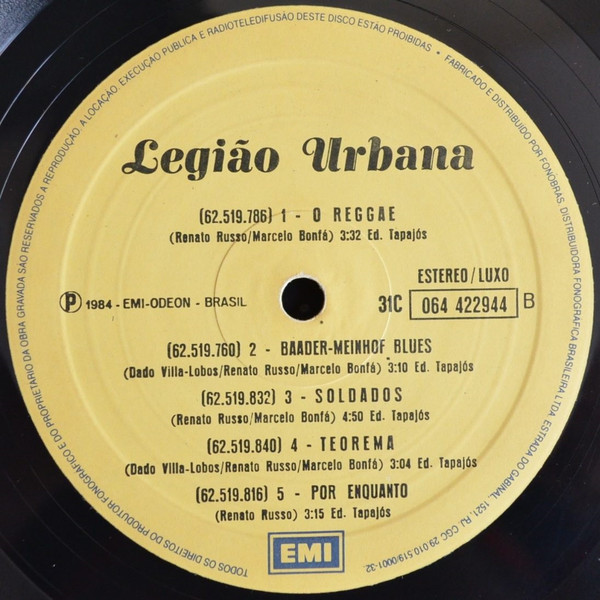 TODOS OS DIREITOS DO PRODUTOR FONOGRÁFICO E DO PROPRIETÁRIO DA OBRA GRAVADA SÃO RESERVADOS. A REPRODUÇÃO, A LOCAÇÃO, EXECUÇÃO PÚBLICA E RADIOTELEDIFUSÃO DESTE DISCO ESTÃO PROIBIDAS • FABRICADO E DISTRIBUIDO POR FONOBRÁS, DISTRIBUIDORA FONOGRÁFICA BRASILEIRA LTDA. ESTRADA DO GABINAL, 1521, RJ, CGC 29.010.519/0001-32
Legião Urbana
(62.519.786) 1 - O REGGAE
(Renato Russo/Marcelo Bonfá) 3:32 Ed. Tapajós
ESTEREO/LUXO
P 1984 - EMI-ODEON - BRASIL
31C 064 422944 B
(62.519.760) 2 - BAADER-MEINHOF BLUES
(Dado Villa-Lobos/Renato Russo/Marcelo Bonfá) 3:10 Ed. Tapajós
(62.519.832) 3 - SOLDADOS
(Renato Russo/Marcelo Bonfá) 4:50 Ed. Tapajós
(62.519.840) 4 - TEOREMA
(Dado Villa-Lobos/Renato Russo/Marcelo Bonfá) 3:04 Ed. Tapajós
(62.519.816) 5 - POR ENQUANTO
(Renato Russo) 3:15 Ed. Tapajós
EMI